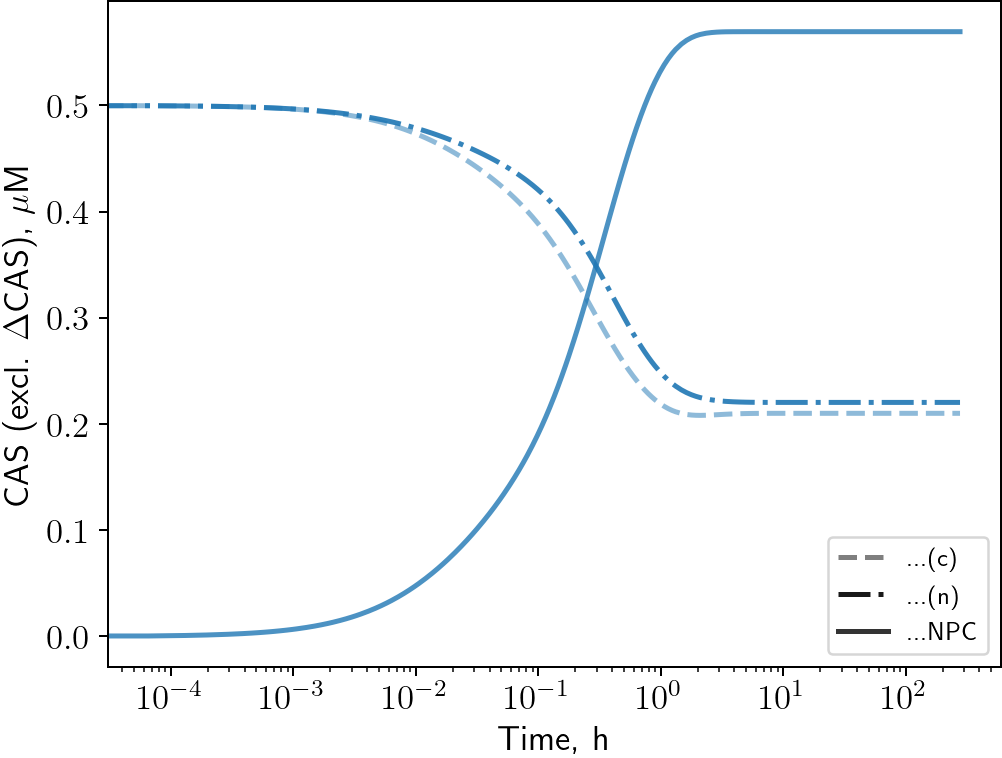 CAS (excl. ΔCAS), μM
0.5
0.4
0.3
0.2
0.1
0.0
...(c)
...(n)
...NPC
10⁻⁴ 10⁻³ 10⁻² 10⁻¹ 10⁰ 10¹ 10²
Time, h